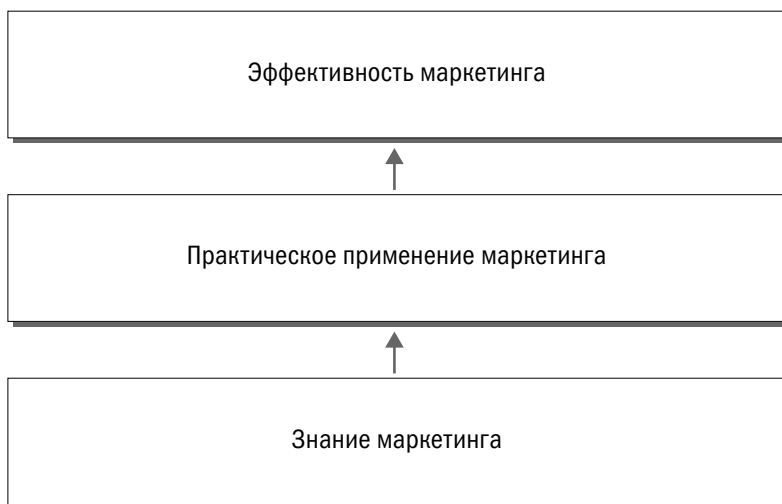 Эффективность маркетинга
Практическое применение маркетинга
Знание маркетинга